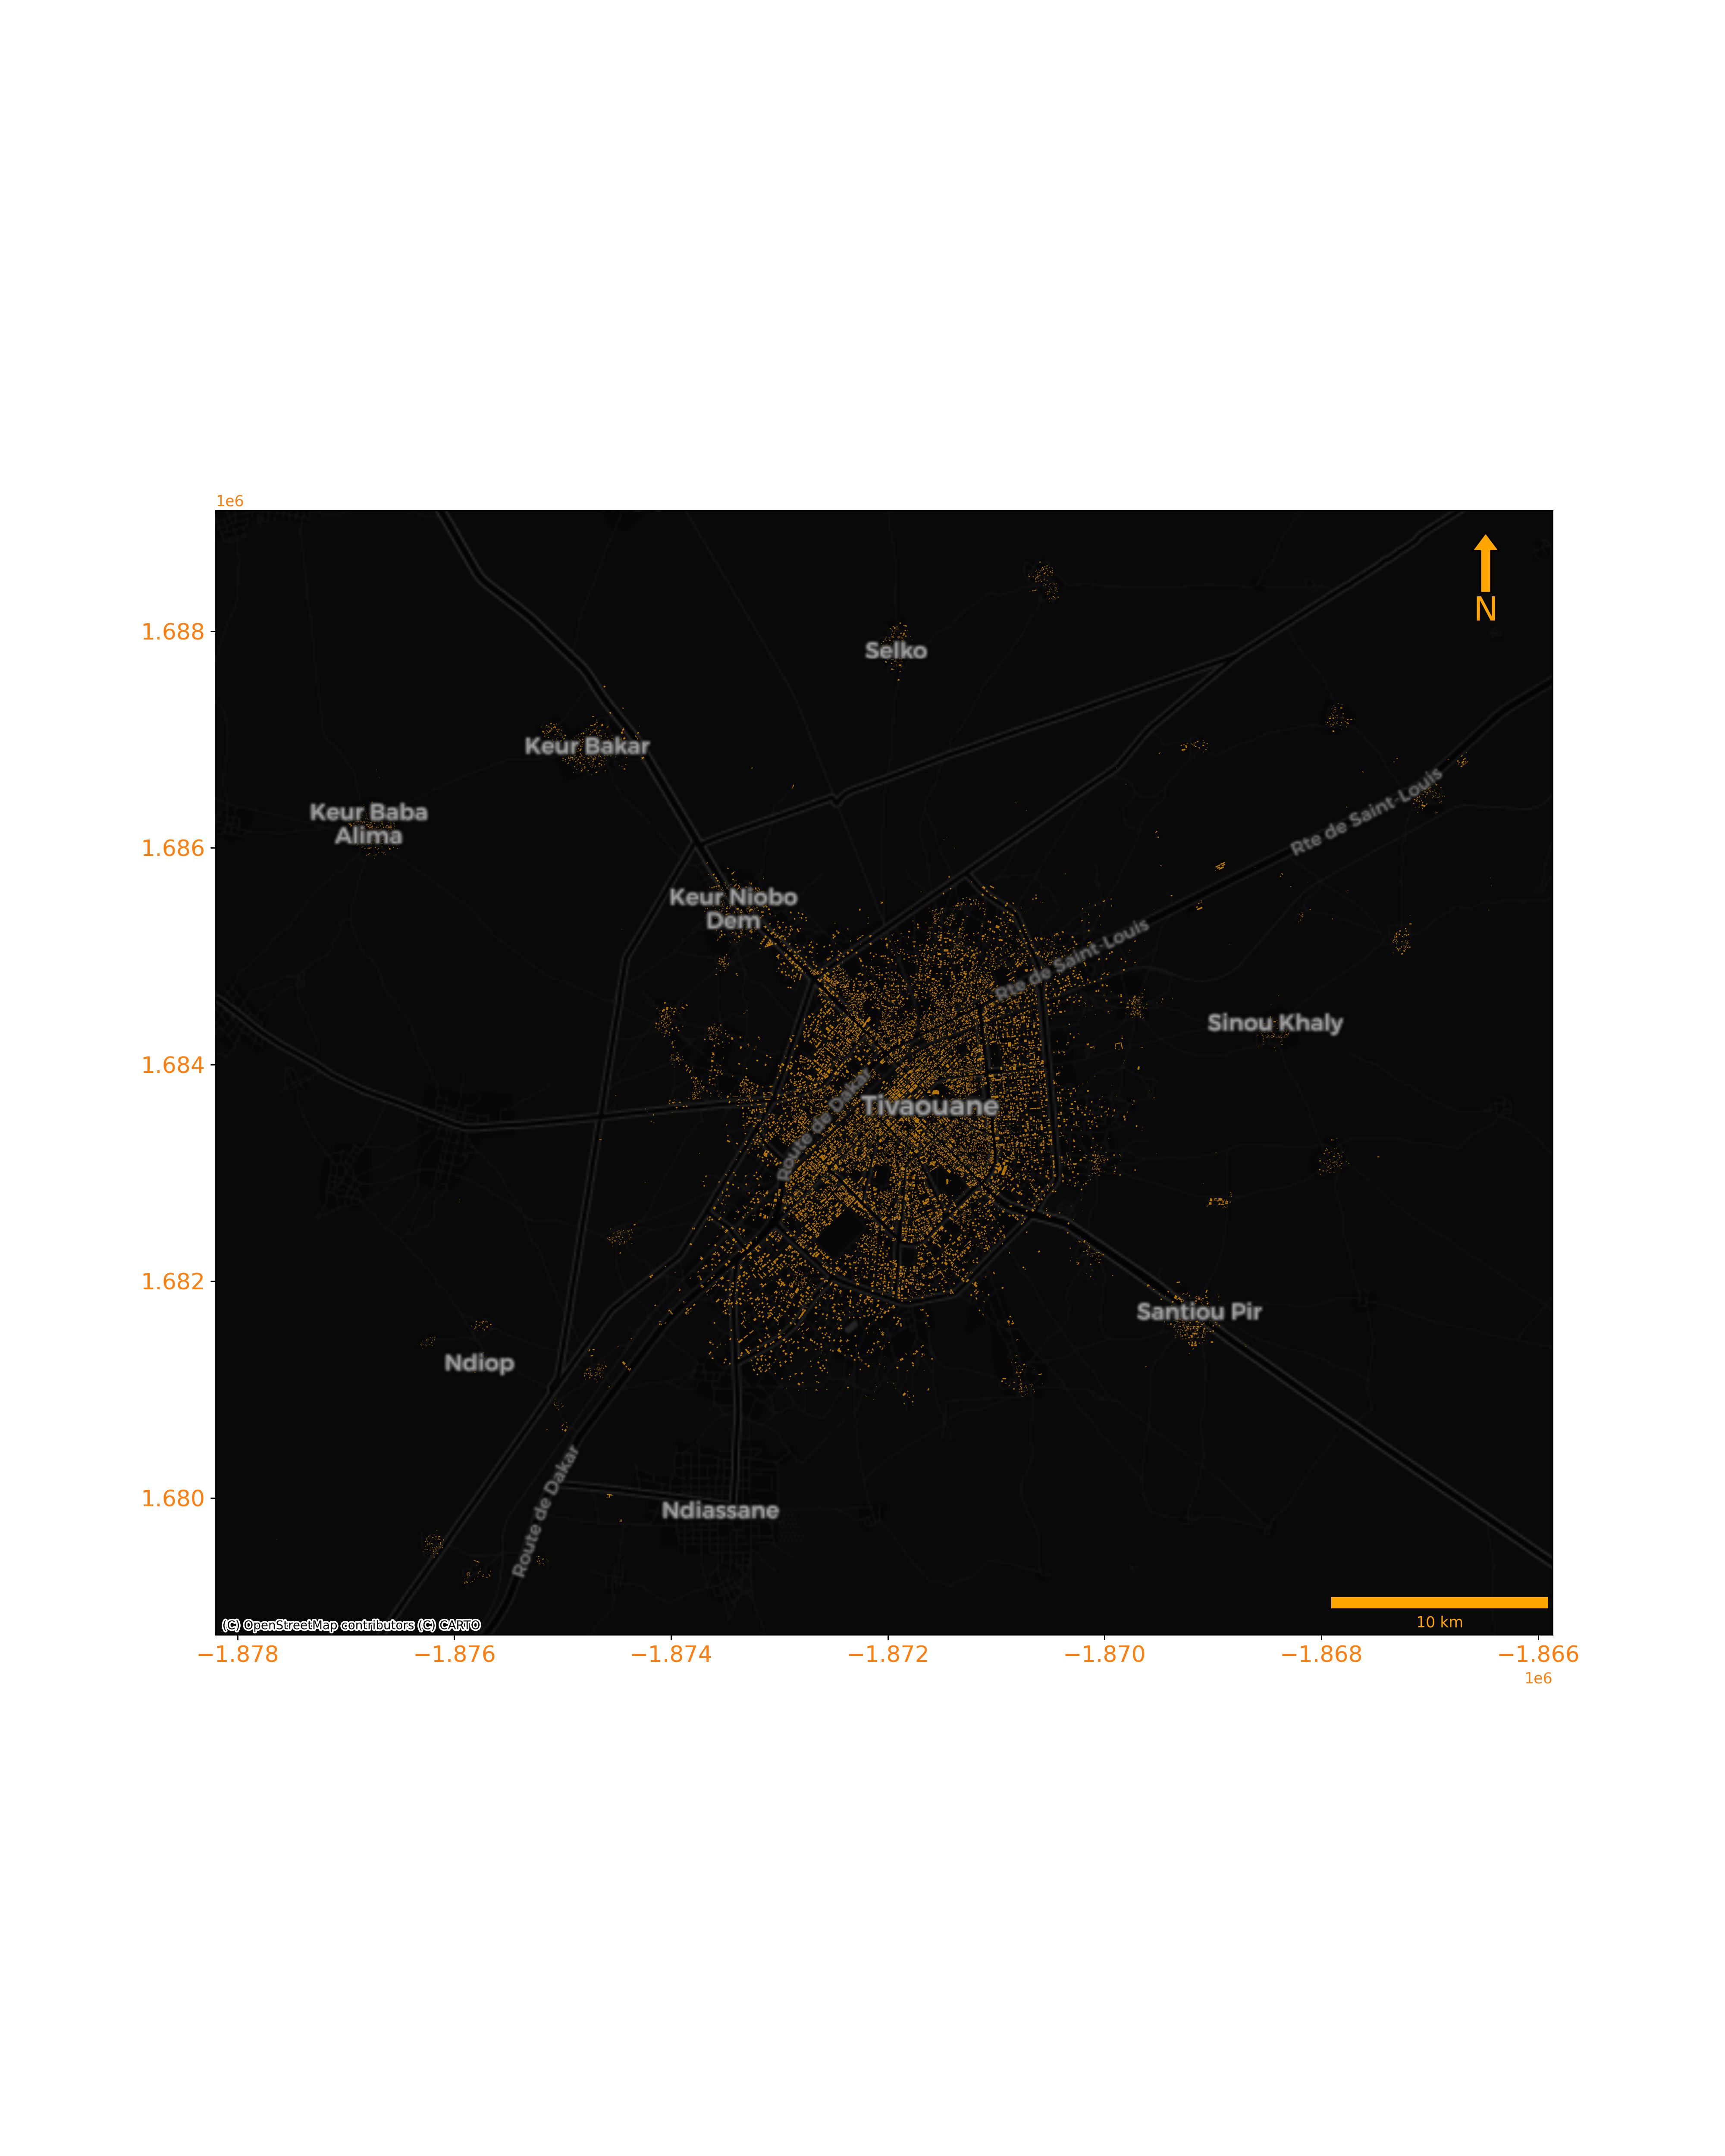 1e6
N
1.688
Selko
Keur Bakar
Keur Baba
Alima
Rte de Saint-Louis
1.686
Keur Niobo
Dem
Rte de Saint-Louis
Sinou Khaly
1.684
Tivaouane
Route de Dakar
1.682
Santiou Pir
Ndiop
1.680
Ndiassane
Route de Dakar
(C) OpenStreetMap contributors (C) CARTO
10 km
−1.878
−1.876
−1.874
−1.872
−1.870
−1.868
−1.866
1e6